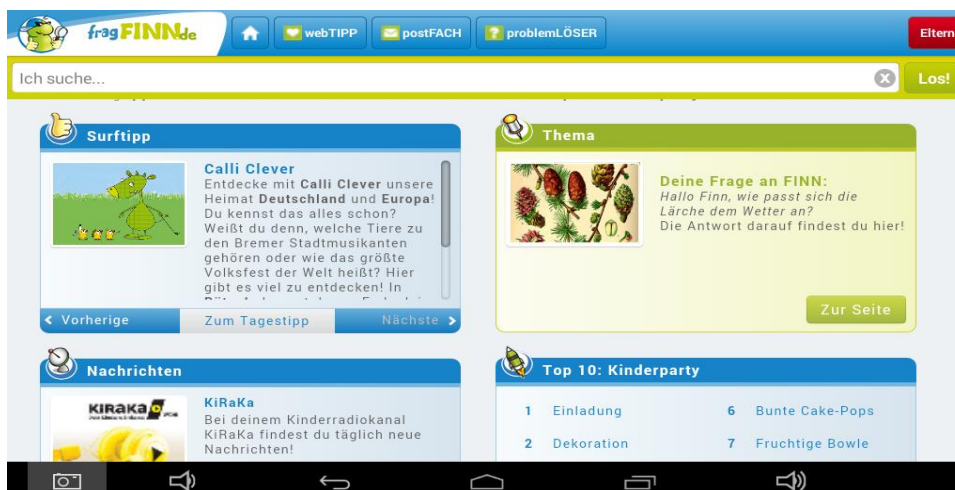 fragFINN.de
webTIPP
postFACH
problemLÖSER
Eltern
Ich suche...
Los!
Surftipp
Calli Clever
Entdecke mit Calli Clever unsere
Heimat Deutschland und Europa!
Du kennst das alles schon?
Weißt du denn, welche Tiere zu
den Bremer Stadtmusikanten
gehören oder wie das größte
Volksfest der Welt heißt? Hier
gibt es viel zu entdecken! In
Vorherige
Zum Tagestipp
Nächste
Thema
Deine Frage an FINN:
Hallo Finn, wie passt sich die
Lärche dem Wetter an?
Die Antwort darauf findest du hier!
Zur Seite
Nachrichten
KIRAKA
KiRaKa
Bei deinem Kinderradiokanal
KiRaKa findest du täglich neue
Nachrichten!
Top 10: Kinderparty
1 Einladung
2 Dekoration
6 Bunte Cake-Pops
7 Fruchtige Bowle